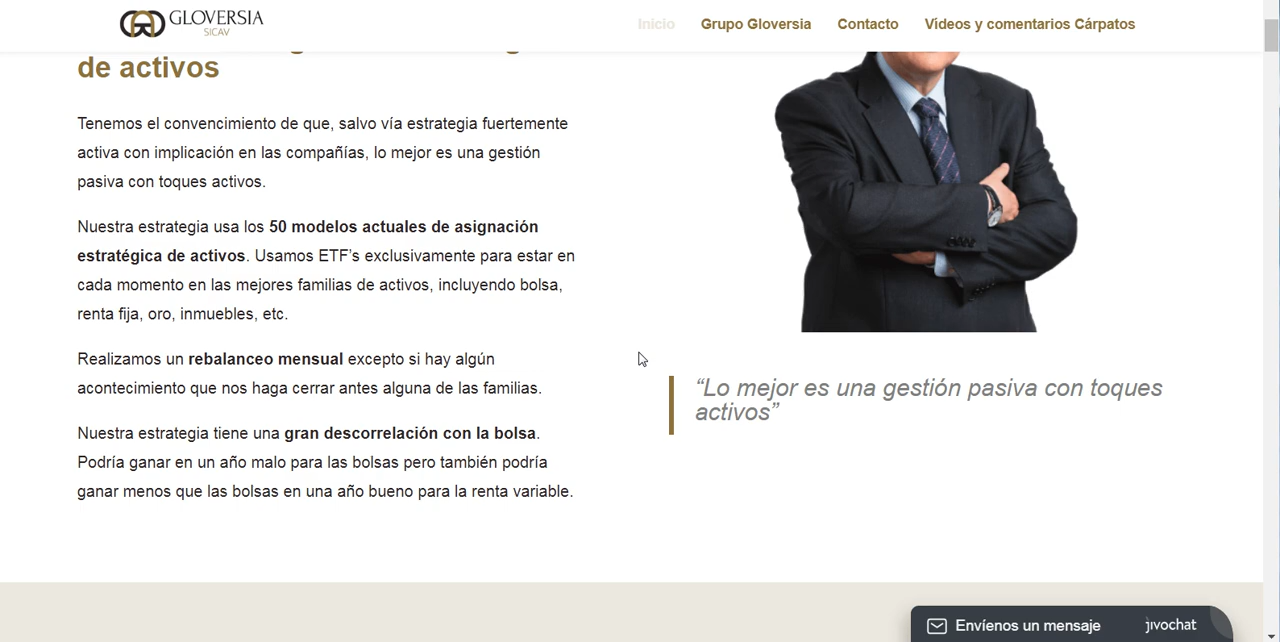 GLOVERSIA
SICAV
Inicio
Grupo Gloversia
Contacto
Videos y comentarios Cárpatos
de activos
Tenemos el convencimiento de que, salvo vía estrategia fuertemente
activa con implicación en las compañías, lo mejor es una gestión
pasiva con toques activos.
Nuestra estrategia usa los 50 modelos actuales de asignación
estratégica de activos. Usamos ETF’s exclusivamente para estar en
cada momento en las mejores familias de activos, incluyendo bolsa,
renta fija, oro, inmuebles, etc.
Realizamos un rebalanceo mensual excepto si hay algún
acontecimiento que nos haga cerrar antes alguna de las familias.
Nuestra estrategia tiene una gran descorrelación con la bolsa.
Podría ganar en un año malo para las bolsas pero también podría
ganar menos que las bolsas en una año bueno para la renta variable.
“Lo mejor es una gestión pasiva con toques
activos”
Envíenos un mensaje
jivochat